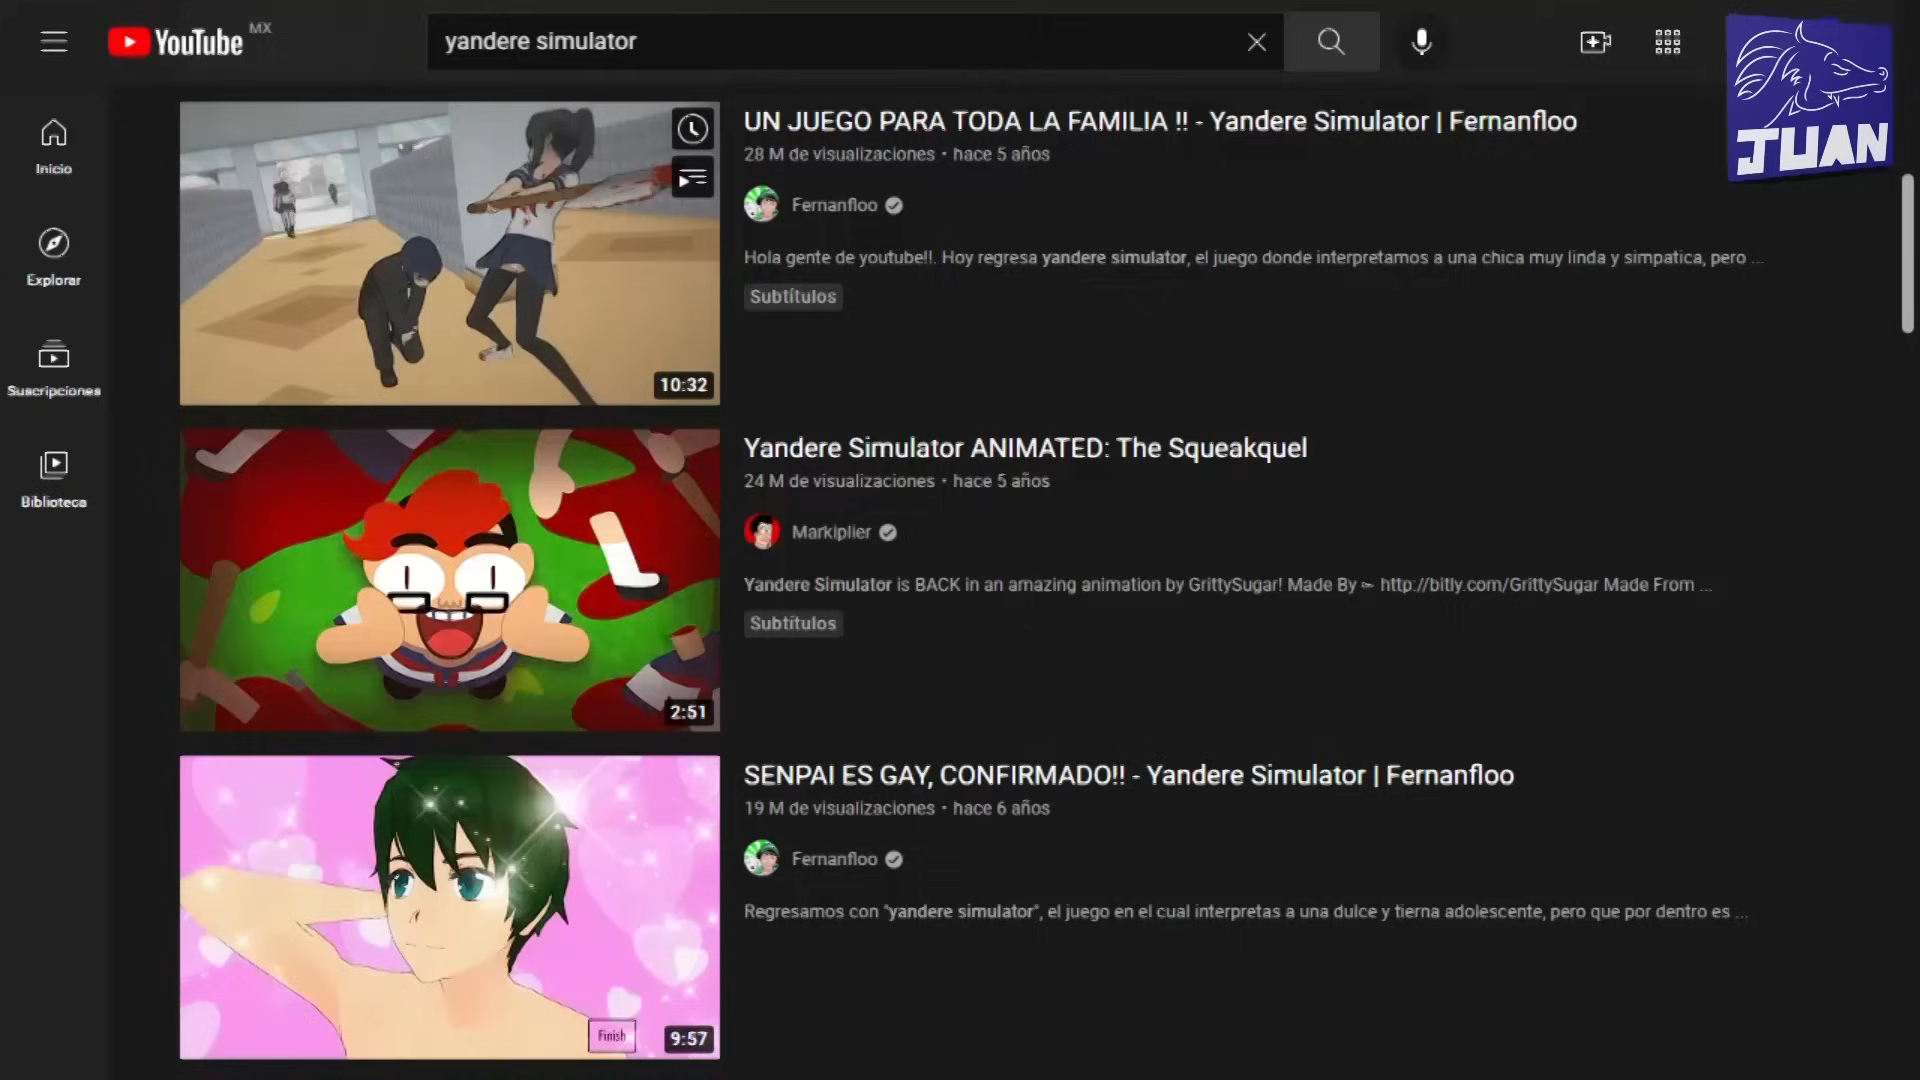 YouTube MX
yandere simulator
JUAN
Inicio
Explorar
Suscripciones
Biblioteca
10:32
UN JUEGO PARA TODA LA FAMILIA !! - Yandere Simulator | Fernanfloo
28 M de visualizaciones • hace 5 años
Fernanfloo
Hola gente de youtube!!. Hoy regresa yandere simulator, el juego donde interpretamos a una chica muy linda y simpatica, pero ...
Subtítulos
2:51
Yandere Simulator ANIMATED: The Squeakquel
24 M de visualizaciones • hace 5 años
Markiplier
Yandere Simulator is BACK in an amazing animation by GrittySugar! Made By ► http://bitly.com/GrittySugar Made From ...
Subtítulos
Finish
9:57
SENPAI ES GAY, CONFIRMADO!! - Yandere Simulator | Fernanfloo
19 M de visualizaciones • hace 6 años
Fernanfloo
Regresamos con "yandere simulator", el juego en el cual interpretas a una dulce y tierna adolescente, pero que por dentro es ...